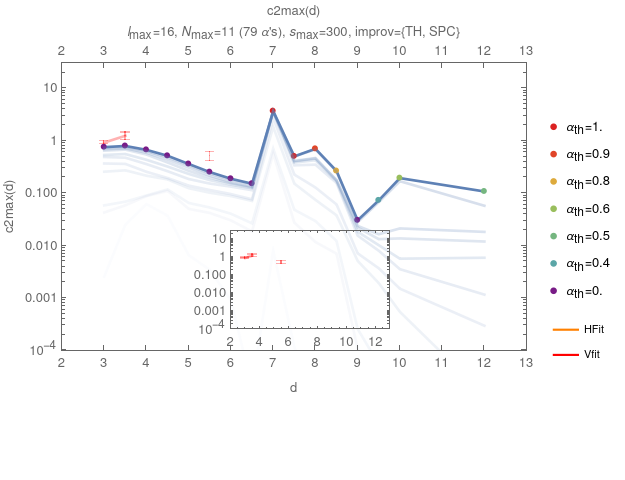 c2max(d)
lmax=16, Nmax=11 (79 α's), smax=300, improv={TH, SPC}
2 3 4 5 6 7 8 9 10 11 12 13
c2max(d)
10
1
0.100
0.010
0.001
10⁻⁴
10
1
0.100
0.010
0.001
10⁻⁴
2 4 6 8 10 12
2 3 4 5 6 7 8 9 10 11 12 13
d
αth=1.
αth=0.9
αth=0.8
αth=0.6
αth=0.5
αth=0.4
αth=0.
HFit
Vfit